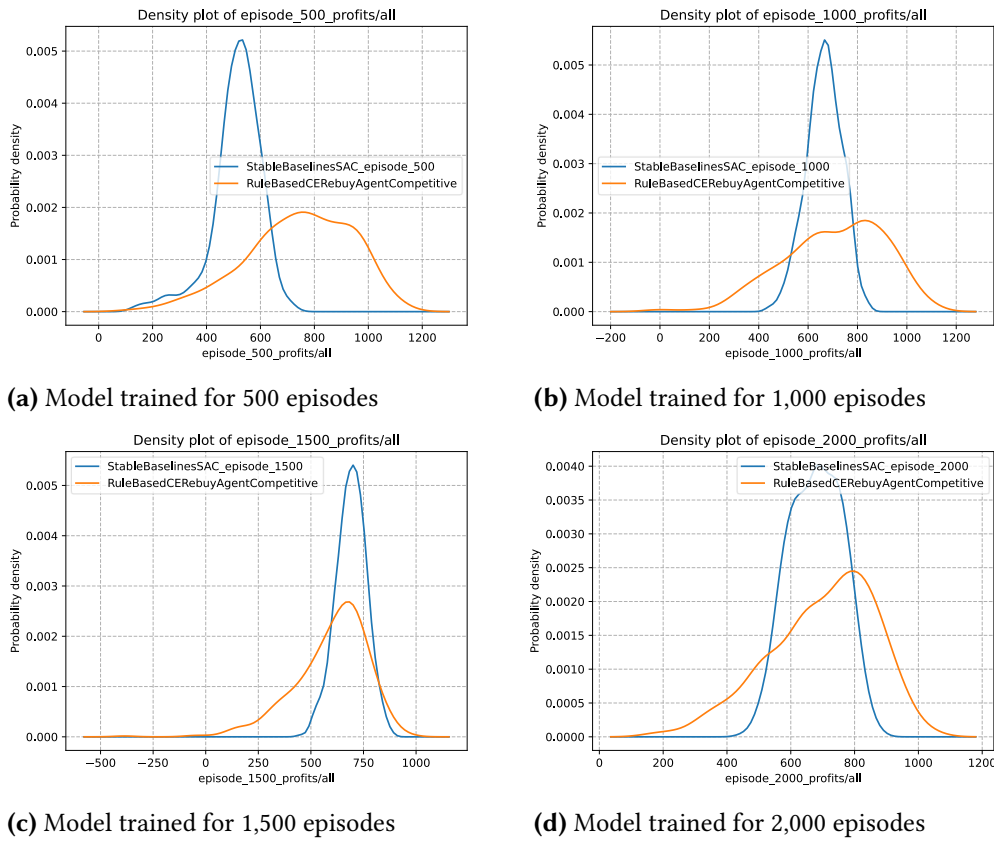 Density plot of episode_500_profits/all
Probability density
0.005
0.004
0.003
0.002
0.001
0.000
StableBaselinesSAC_episode_500
RuleBasedCERebuyAgentCompetitive
0 200 400 600 800 1000 1200
episode_500_profits/all
(a) Model trained for 500 episodes
Density plot of episode_1000_profits/all
Probability density
0.005
0.004
0.003
0.002
0.001
0.000
StableBaselinesSAC_episode_1000
RuleBasedCERebuyAgentCompetitive
−200 0 200 400 600 800 1000 1200
episode_1000_profits/all
(b) Model trained for 1,000 episodes
Density plot of episode_1500_profits/all
Probability density
0.005
0.004
0.003
0.002
0.001
0.000
StableBaselinesSAC_episode_1500
RuleBasedCERebuyAgentCompetitive
−500 −250 0 250 500 750 1000
episode_1500_profits/all
(c) Model trained for 1,500 episodes
Density plot of episode_2000_profits/all
Probability density
0.0040
0.0035
0.0030
0.0025
0.0020
0.0015
0.0010
0.0005
0.0000
StableBaselinesSAC_episode_2000
RuleBasedCERebuyAgentCompetitive
0 200 400 600 800 1000 1200
episode_2000_profits/all
(d) Model trained for 2,000 episodes